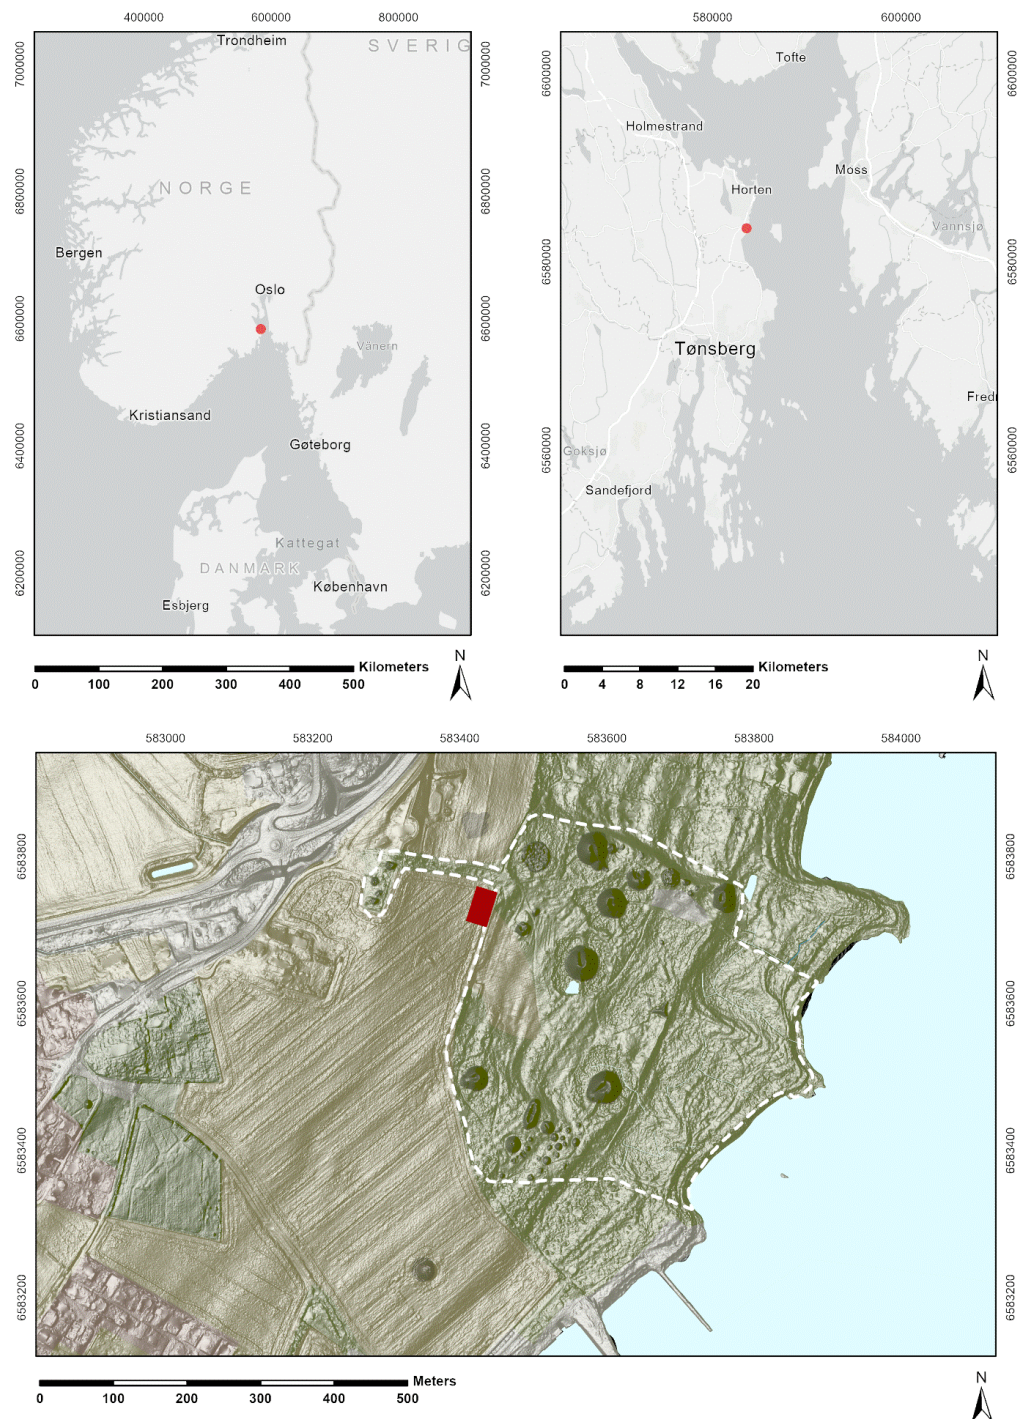 400000 600000 800000
7000000
6800000
6600000
6400000
6200000
Trondheim
SVERIG
NORGE
Bergen
Oslo
Vänern
Kristiansand
Gøteborg
Kattegat
DANMARK
København
Esbjerg
7000000
6800000
6600000
6400000
6200000
Kilometers
0 100 200 300 400 500
N
580000 600000
6600000
6580000
6560000
Tofte
Holmestrand
Moss
Horten
Vannsjø
Tønsberg
Fredr
Goksjø
Sandefjord
6600000
6580000
6560000
Kilometers
0 4 8 12 16 20
N
583000 583200 583400 583600 583800 584000
6583800
6583600
6583400
6583200
6583800
6583600
6583400
6583200
Meters
0 100 200 300 400 500
N